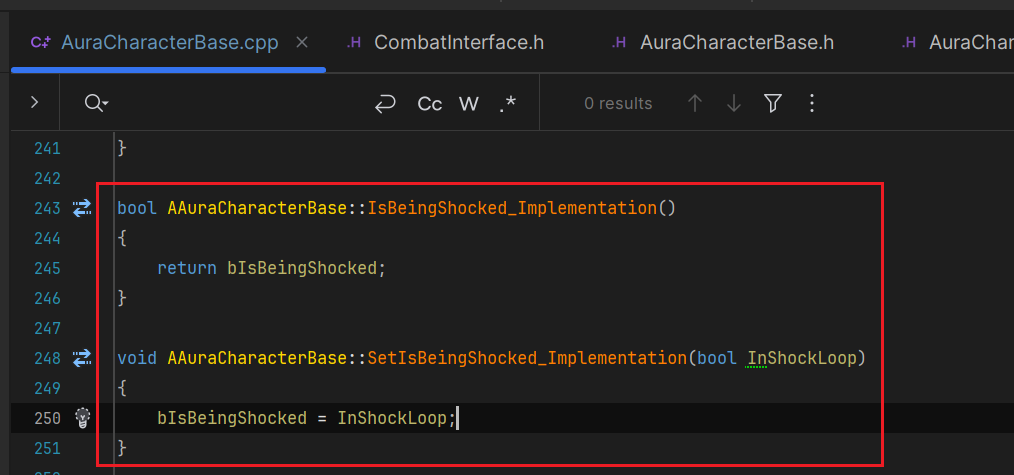 AuraCharacterBase.cpp CombatInterface.h AuraCharacterBase.h AuraChar
Cc W .* 0 results
241 }
242
243 bool AAuraCharacterBase::IsBeingShocked_Implementation()
244 {
245 return bIsBeingShocked;
246 }
247
248 void AAuraCharacterBase::SetIsBeingShocked_Implementation(bool InShockLoop)
249 {
250 bIsBeingShocked = InShockLoop;
251 }